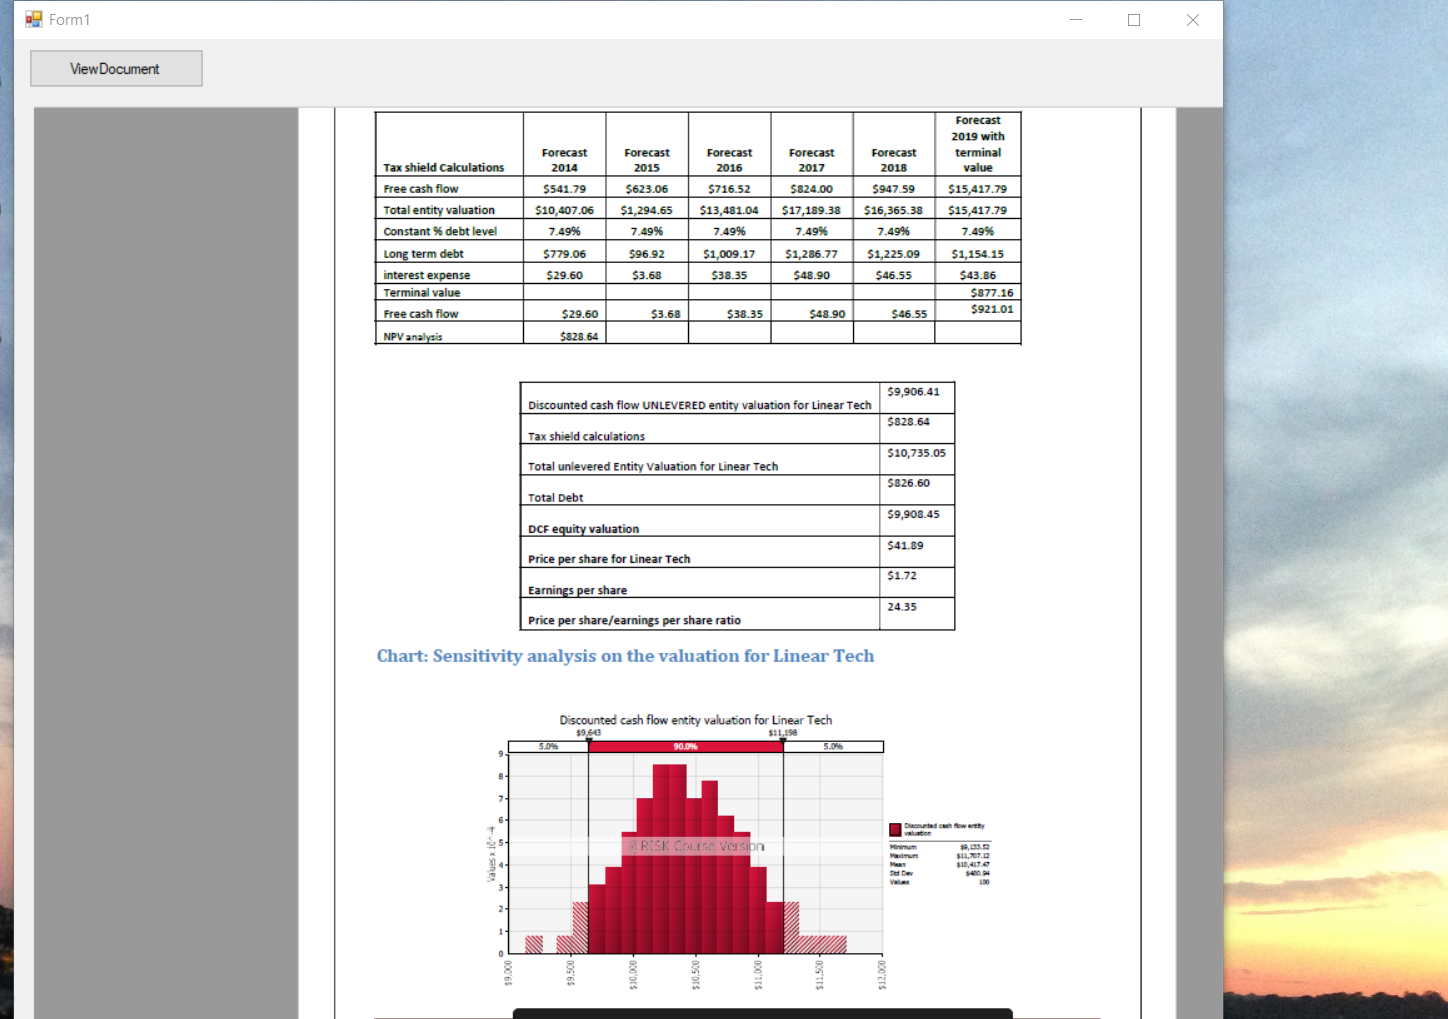 Form1
ViewDocument
Tax shield Calculations Forecast 2014 Forecast 2015 Forecast 2016 Forecast 2017 Forecast 2018 Forecast 2019 with terminal value
Free cash flow $541.79 $623.06 $716.52 $824.00 $947.59 $15,417.79
Total entity valuation $10,407.06 $1,294.65 $13,481.04 $17,189.38 $16,365.38 $15,417.79
Constant % debt level 7.49% 7.49% 7.49% 7.49% 7.49% 7.49%
Long term debt $779.06 $96.92 $1,009.17 $1,286.77 $1,225.09 $1,154.15
interest expense $29.60 $3.68 $38.35 $48.90 $46.55 $43.86
Terminal value $877.16
Free cash flow $29.60 $3.68 $38.35 $48.90 $46.55 $921.01
NPV analysis $828.64
Discounted cash flow UNLEVERED entity valuation for Linear Tech $9,906.41
Tax shield calculations $828.64
Total unlevered Entity Valuation for Linear Tech $10,735.05
Total Debt $826.60
DCF equity valuation $9,908.45
Price per share for Linear Tech $41.89
Earnings per share $1.72
Price per share/earnings per share ratio 24.35
Chart: Sensitivity analysis on the valuation for Linear Tech
Discounted cash flow entity valuation for Linear Tech
$9,643 $11,198
5.0% 90.0% 5.0%
9
8
7
6
5
4
3
2
1
0
Values x 10^-4
@RISK Course Version
$9,000 $9,500 $10,000 $10,500 $11,000 $11,500 $12,000
Discounted cash flow entity
valuation
Minimum $9,133.52
Maximum $11,707.12
Mean $10,417.47
Std Dev $480.94
Values 100